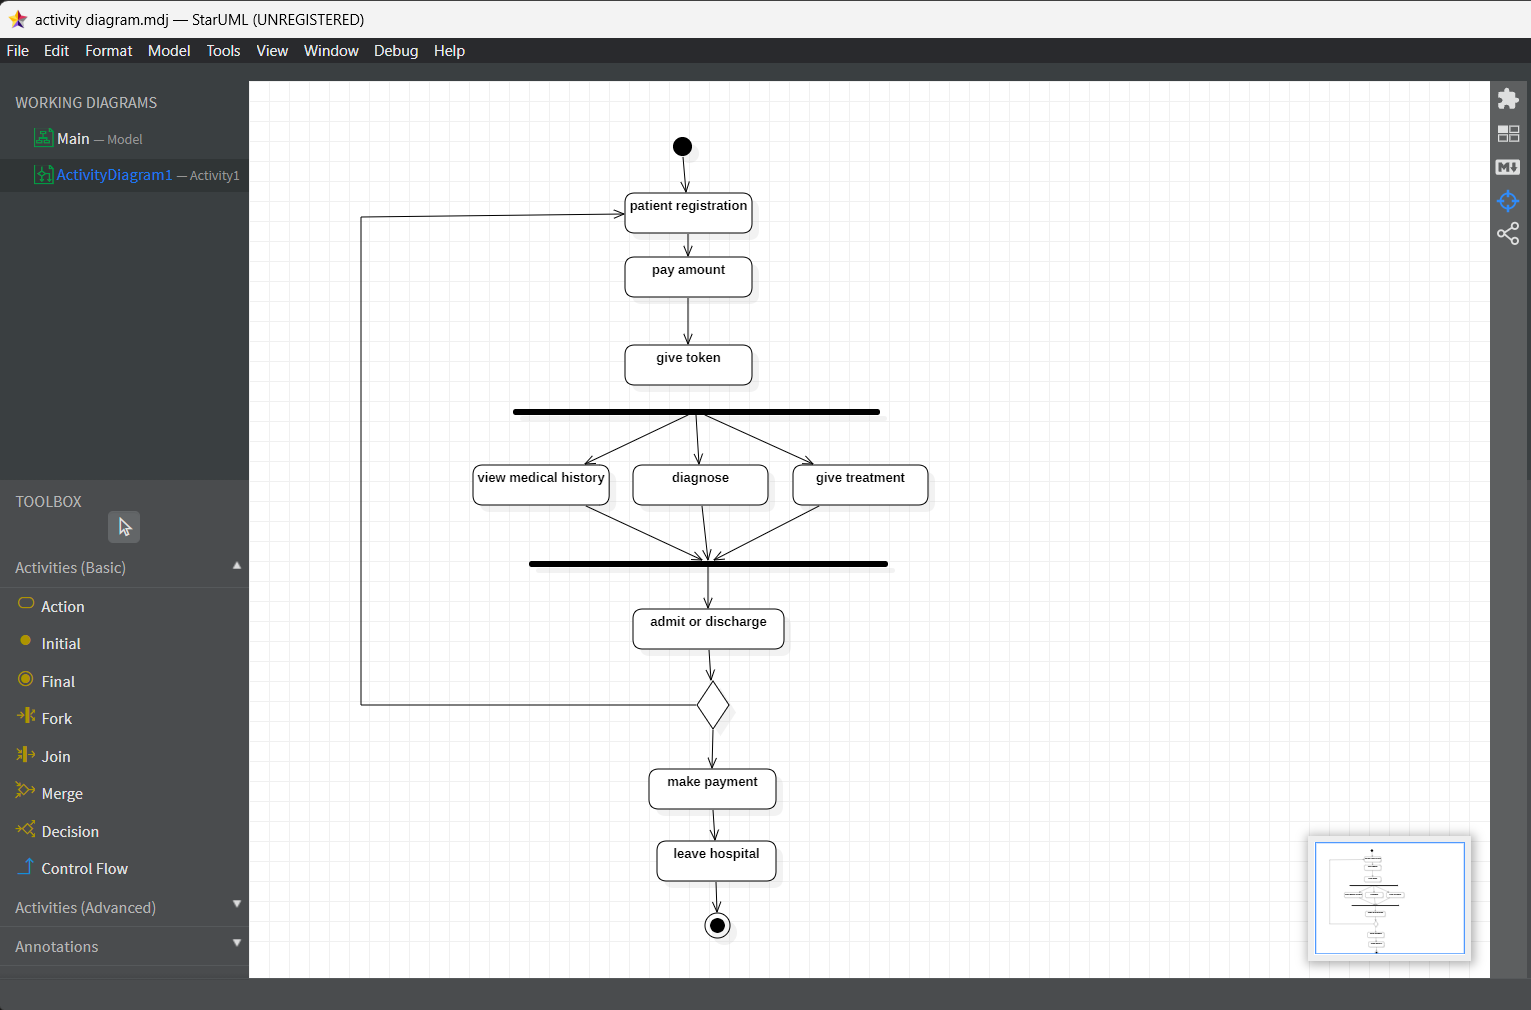 activity diagram.mdj — StarUML (UNREGISTERED)
File Edit Format Model Tools View Window Debug Help
WORKING DIAGRAMS
Main — Model
ActivityDiagram1 — Activity1
TOOLBOX
Activities (Basic)
Action
Initial
Final
Fork
Join
Merge
Decision
Control Flow
Activities (Advanced)
Annotations
patient registration
pay amount
give token
view medical history
diagnose
give treatment
admit or discharge
make payment
leave hospital
M